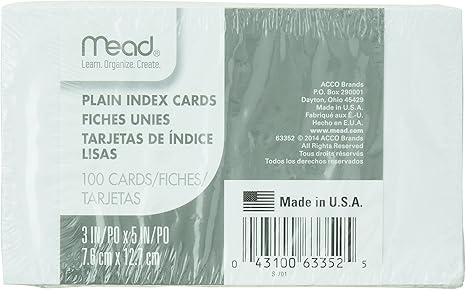 Mead®
Learn. Organize. Create.
PLAIN INDEX CARDS
FICHES UNIES
TARJETAS DE ÍNDICE
LISAS
100 CARDS/FICHES/
TARJETAS
3 IN/PO x 5 IN/PO
7.6 cm x 12.7 cm
ACCO Brands
P.O. Box 290001
Dayton, Ohio 45429
Made in U.S.A.
Fabriqué aux É.-U.
Hecho en E.U.A.
www.mead.com
63352 © 2014 ACCO Brands
All Rights Reserved
Tous droits réservés
Todos los derechos reservados
Made in U.S.A.
0 43100 63352 5
S /01